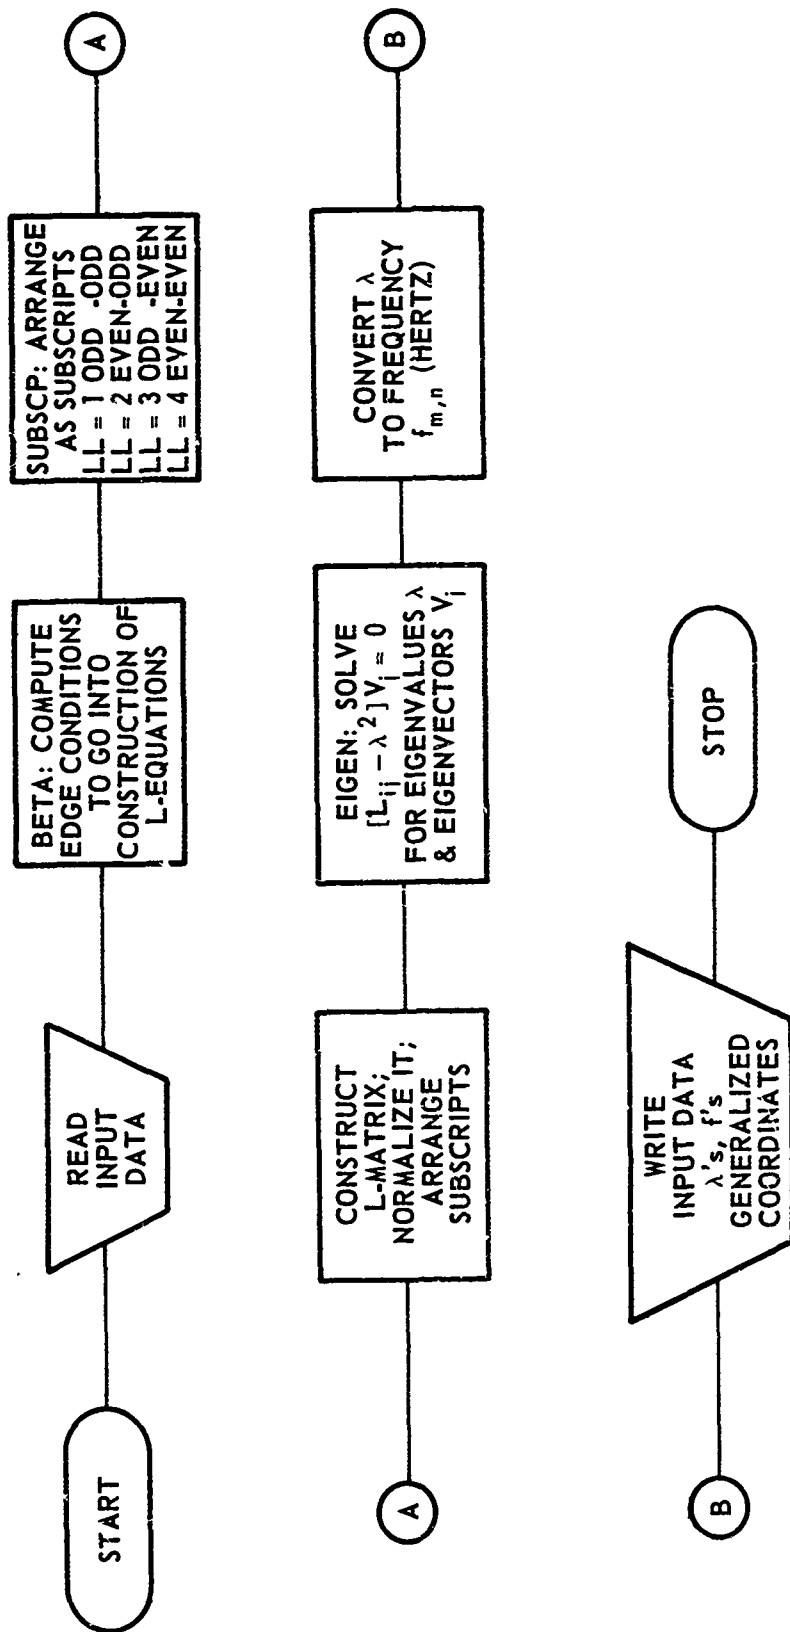 START
READ
INPUT
DATA
BETA: COMPUTE
EDGE CONDITIONS
TO GO INTO
CONSTRUCTION OF
L-EQUATIONS
SUBSCP: ARRANGE
AS SUBSCRIPTS
LL = 1 ODD -ODD
LL = 2 EVEN-ODD
LL = 3 ODD -EVEN
LL = 4 EVEN-EVEN
A
A
CONSTRUCT
L-MATRIX;
NORMALIZE IT;
ARRANGE
SUBSCRIPTS
EIGEN: SOLVE
[L_ij − λ²]V_j = 0
FOR EIGENVALUES λ
& EIGENVECTORS V_j
CONVERT λ
TO FREQUENCY
f_m,n (HERTZ)
B
B
WRITE
INPUT DATA
λ's, f's
GENERALIZED
COORDINATES
STOP